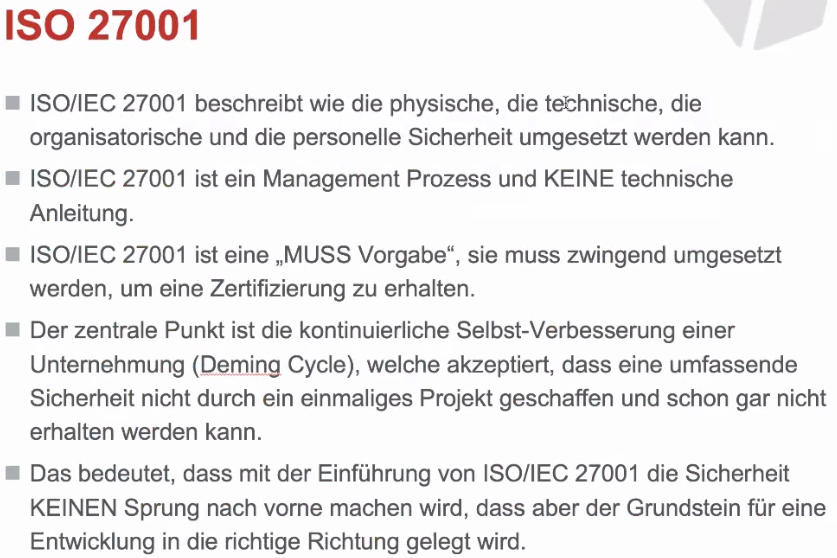 ISO 27001
ISO/IEC 27001 beschreibt wie die physische, die technische, die
organisatorische und die personelle Sicherheit umgesetzt werden kann.
ISO/IEC 27001 ist ein Management Prozess und KEINE technische
Anleitung.
ISO/IEC 27001 ist eine „MUSS Vorgabe“, sie muss zwingend umgesetzt
werden, um eine Zertifizierung zu erhalten.
Der zentrale Punkt ist die kontinuierliche Selbst-Verbesserung einer
Unternehmung (Deming Cycle), welche akzeptiert, dass eine umfassende
Sicherheit nicht durch ein einmaliges Projekt geschaffen und schon gar nicht
erhalten werden kann.
Das bedeutet, dass mit der Einführung von ISO/IEC 27001 die Sicherheit
KEINEN Sprung nach vorne machen wird, dass aber der Grundstein für eine
Entwicklung in die richtige Richtung gelegt wird.